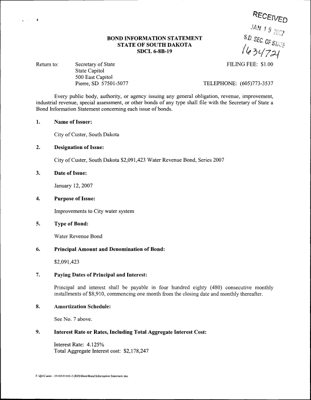 RECEIVED
JAN 15 2007
S.D. SEC. OF STATE
1634721
BOND INFORMATION STATEMENT
STATE OF SOUTH DAKOTA
SDCL 6-8B-19
Return to: Secretary of State FILING FEE: $1.00
State Capitol
500 East Capitol
Pierre, SD 57501-5077 TELEPHONE: (605)773-3537
Every public body, authority, or agency issuing any general obligation, revenue, improvement,
industrial revenue, special assessment, or other bonds of any type shall file with the Secretary of State a
Bond Information Statement concerning each issue of bonds.
1. Name of Issuer:
City of Custer, South Dakota
2. Designation of Issue:
City of Custer, South Dakota $2,091,423 Water Revenue Bond, Series 2007
3. Date of Issue:
January 12, 2007
4. Purpose of Issue:
Improvements to City water system
5. Type of Bond:
Water Revenue Bond
6. Principal Amount and Denomination of Bond:
$2,091,423
7. Paying Dates of Principal and Interest:
Principal and interest shall be payable in four hundred eighty (480) consecutive monthly
installments of $8,910, commencing one month from the closing date and monthly thereafter.
8. Amortization Schedule:
See No. 7 above.
9. Interest Rate or Rates, Including Total Aggregate Interest Cost:
Interest Rate: 4.125%
Total Aggregate Interest cost: $2,178,247